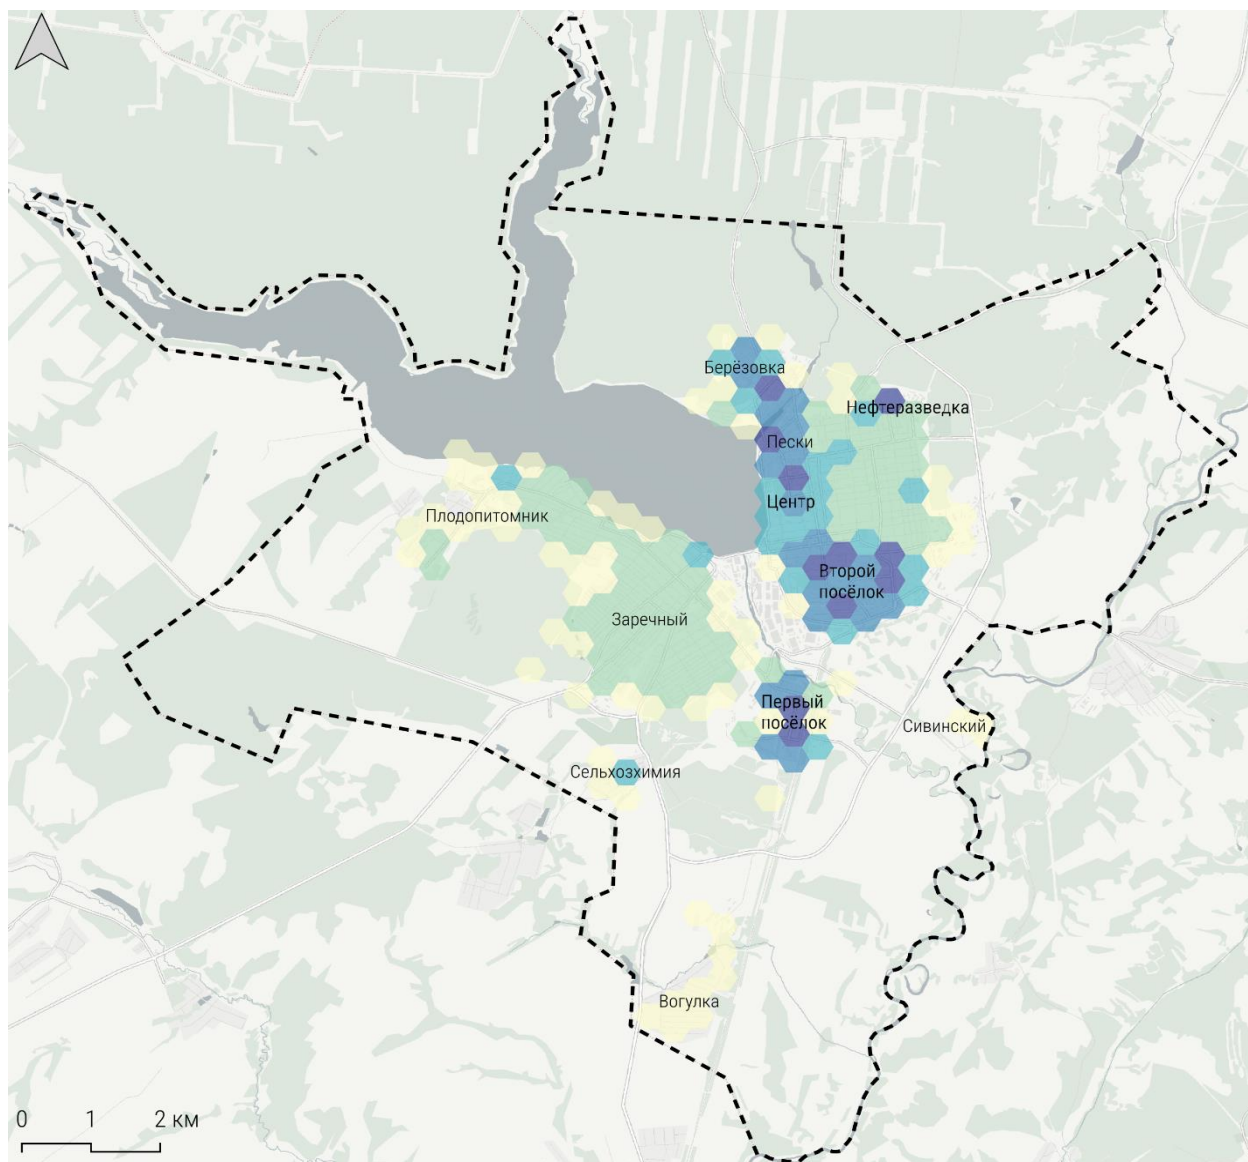 Берёзовка
Нефтеразведка
Пески
Центр
Плодопитомник
Второй
посёлок
Заречный
Первый
посёлок
Сивинский
Сельхозхимия
Вогулка
0 1 2 км